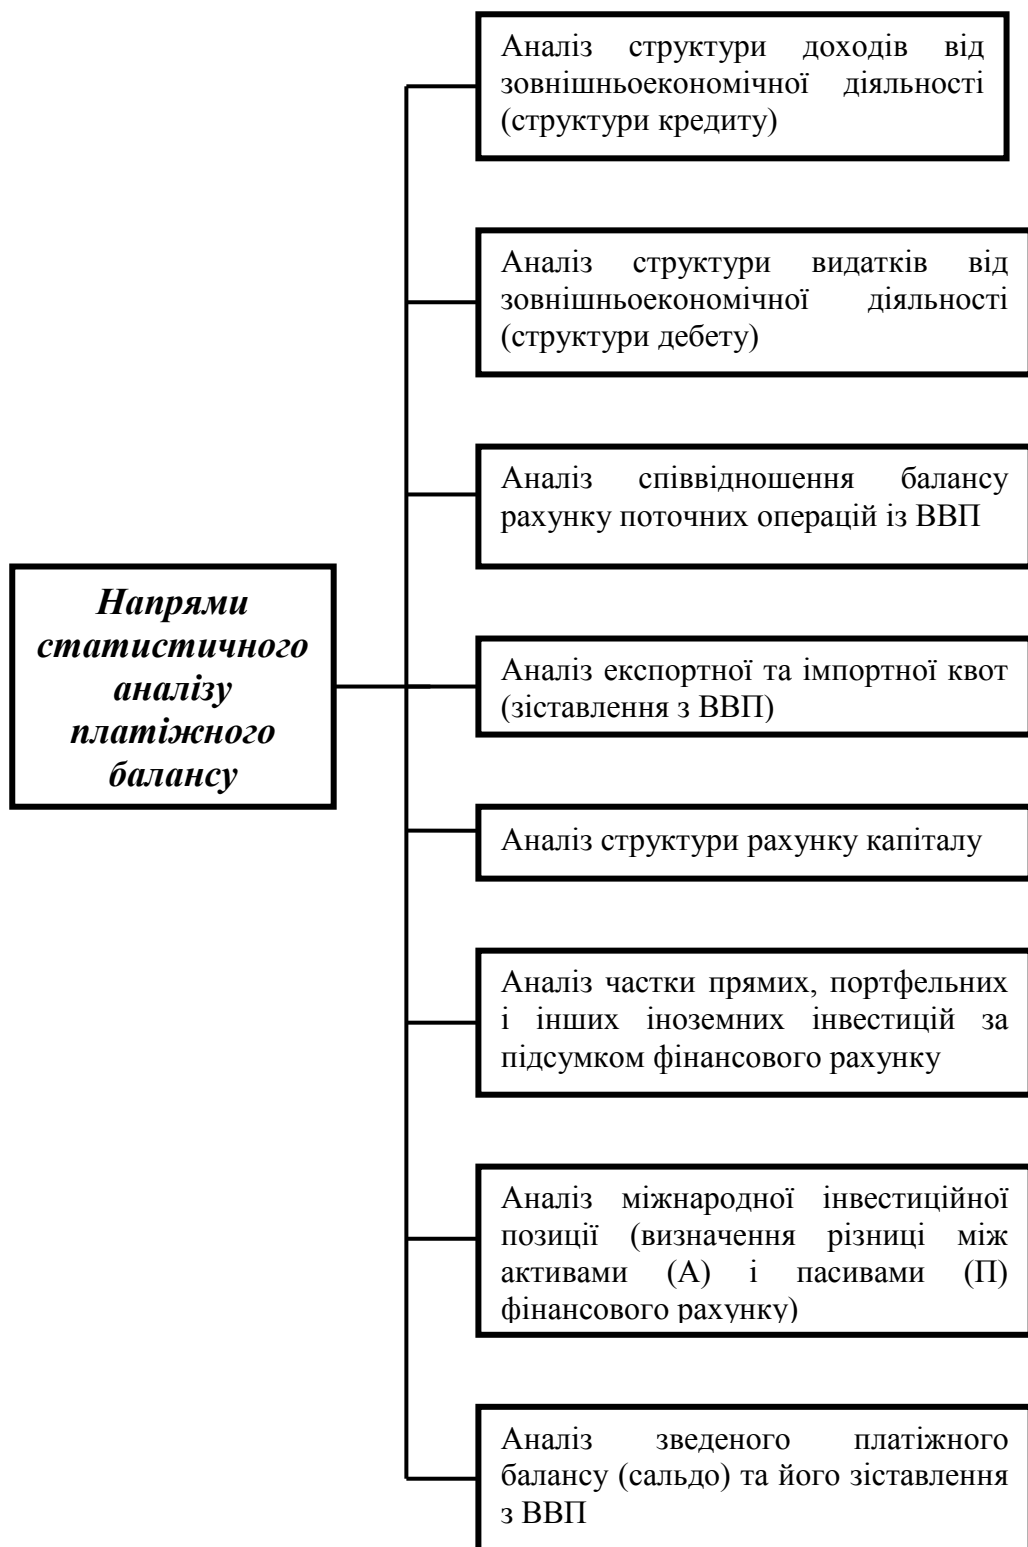 Аналіз структури доходів від
зовнішньоекономічної діяльності
(структури кредиту)
Аналіз структури видатків від
зовнішньоекономічної діяльності
(структури дебету)
Аналіз співвідношення балансу
рахунку поточних операцій із ВВП
Напрями
статистичного
аналізу
платіжного
балансу
Аналіз експортної та імпортної квот
(зіставлення з ВВП)
Аналіз структури рахунку капіталу
Аналіз частки прямих, портфельних
і інших іноземних інвестицій за
підсумком фінансового рахунку
Аналіз міжнародної інвестиційної
позиції (визначення різниці між
активами (А) і пасивами (П)
фінансового рахунку)
Аналіз зведеного платіжного
балансу (сальдо) та його зіставлення
з ВВП